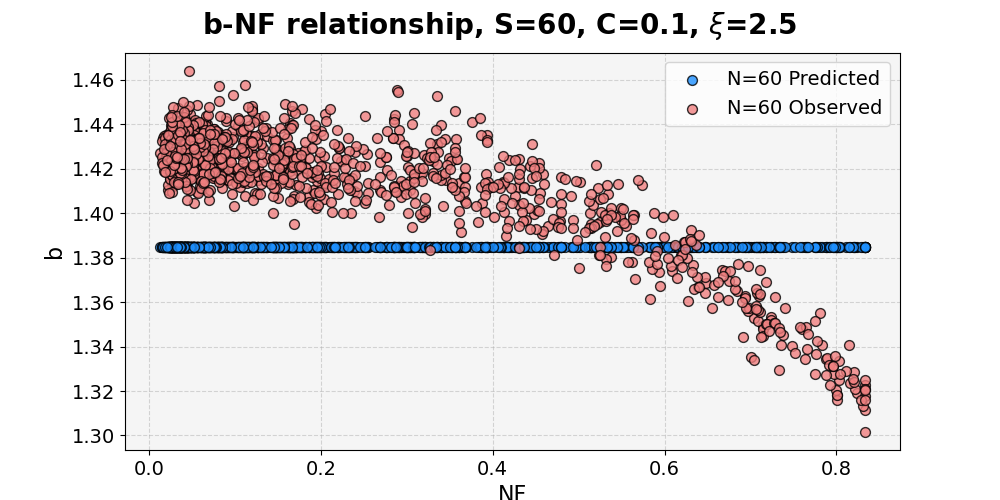 b-NF relationship, S=60, C=0.1, ξ=2.5
N=60 Predicted
N=60 Observed
b
1.46
1.44
1.42
1.40
1.38
1.36
1.34
1.32
1.30
0.0 0.2 0.4 0.6 0.8
NF